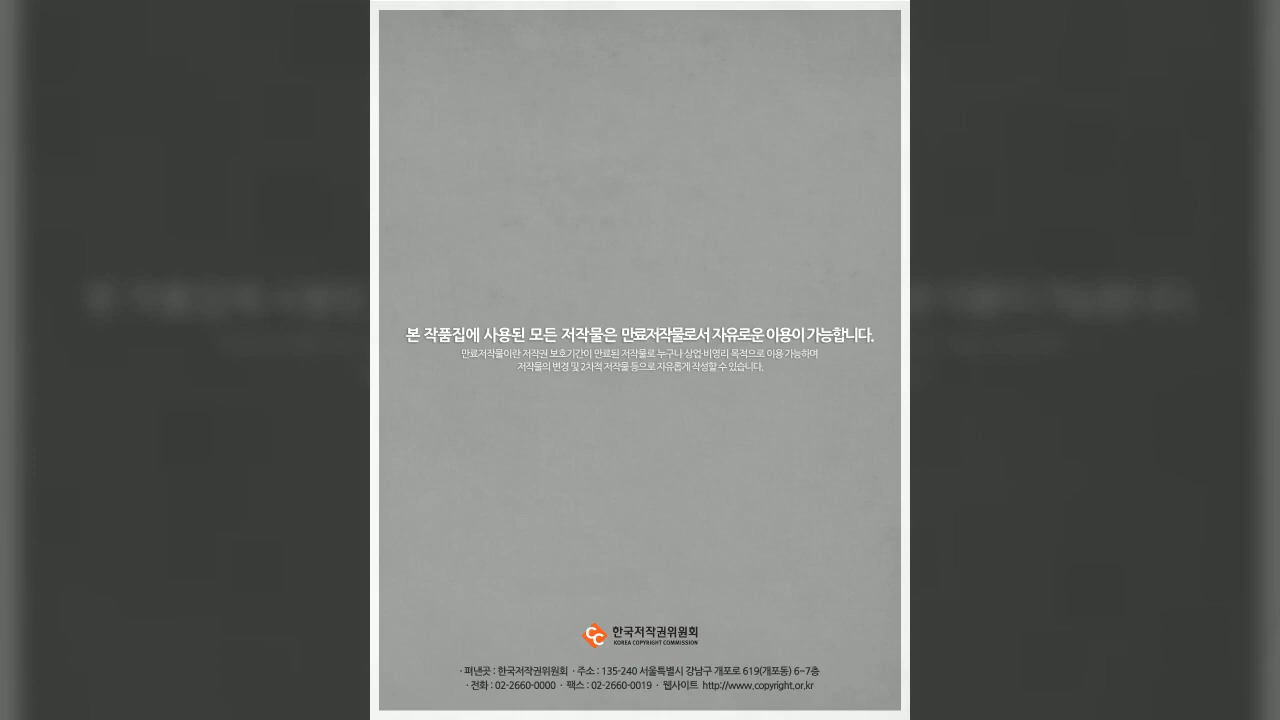 본 작품집에 사용된 모든 저작물은 만료저작물로서 자유로운 이용이 가능합니다.
만료저작물이란 저작권 보호기간이 만료된 저작물로 누구나 상업·비영리 목적으로 이용 가능하며
저작물의 변경 및 2차적 저작물 등으로 자유롭게 작성할 수 있습니다.
CC 한국저작권위원회
KOREA COPYRIGHT COMMISSION
· 펴낸곳 : 한국저작권위원회 · 주소 : 135-240 서울특별시 강남구 개포로 619(개포동) 6~7층
· 전화 : 02-2660-0000 · 팩스 : 02-2660-0019 · 웹사이트 http://www.copyright.or.kr